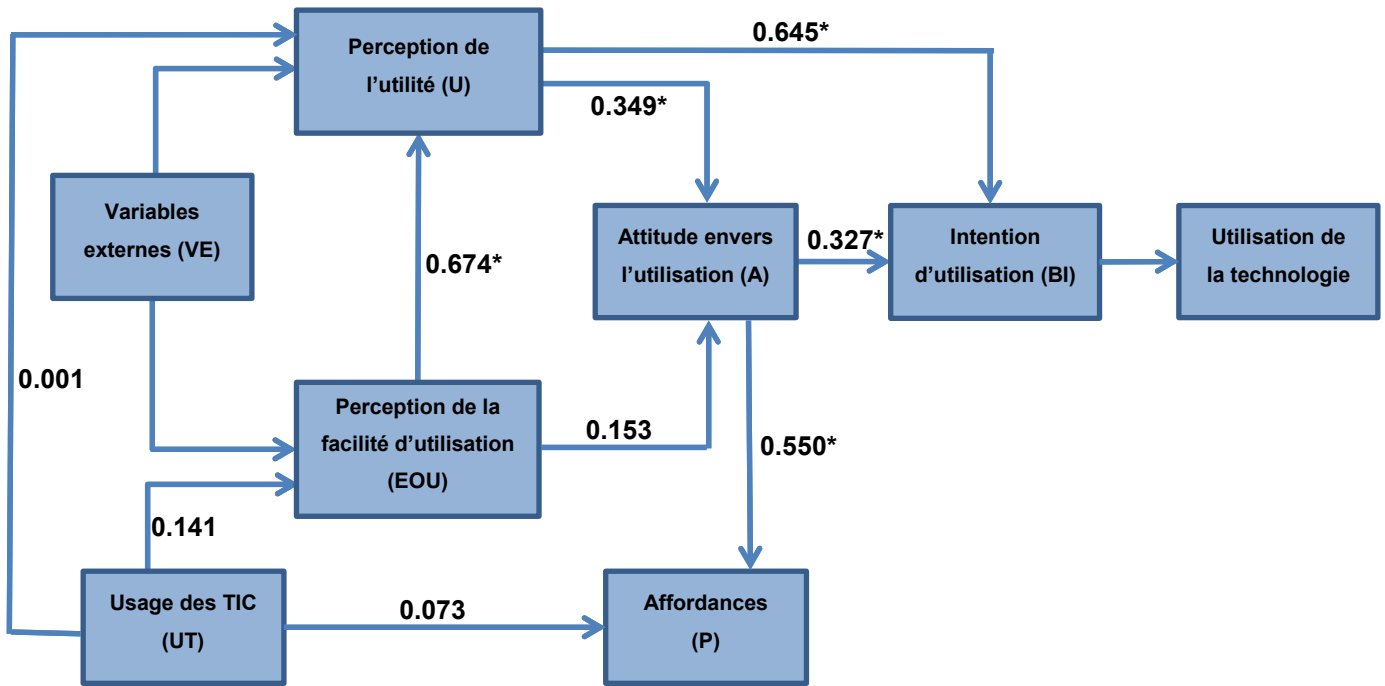 Perception de
l'utilité (U)
0.645*
0.349*
Variables
externes (VE)
Attitude envers
l'utilisation (A)
0.327*
Intention
d'utilisation (BI)
Utilisation de
la technologie
0.674*
0.001
Perception de la
facilité d'utilisation
(EOU)
0.153
0.550*
0.141
Usage des TIC
(UT)
0.073
Affordances
(P)